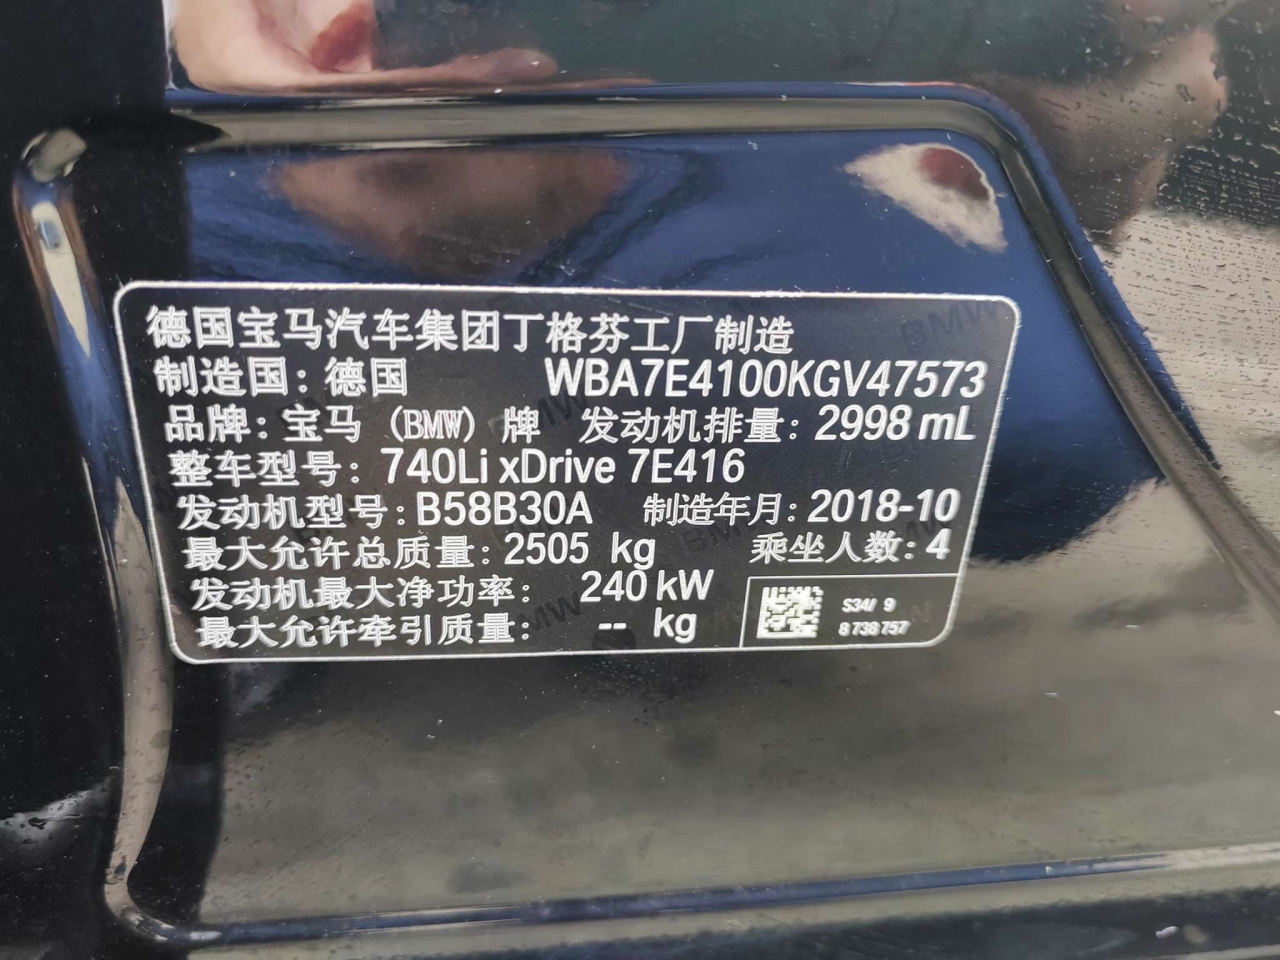 德国宝马汽车集团丁格芬工厂制造
制造国：德国 WBA7E4100KGV47573
品牌：宝马（BMW）牌 发动机排量：2998 mL
整车型号：740Li xDrive 7E416
发动机型号：B58B30A 制造年月：2018-10
最大允许总质量：2505 kg 乘坐人数：4
发动机最大净功率： 240 kW
最大允许牵引质量： -- kg
S34/ 9
8 738 757